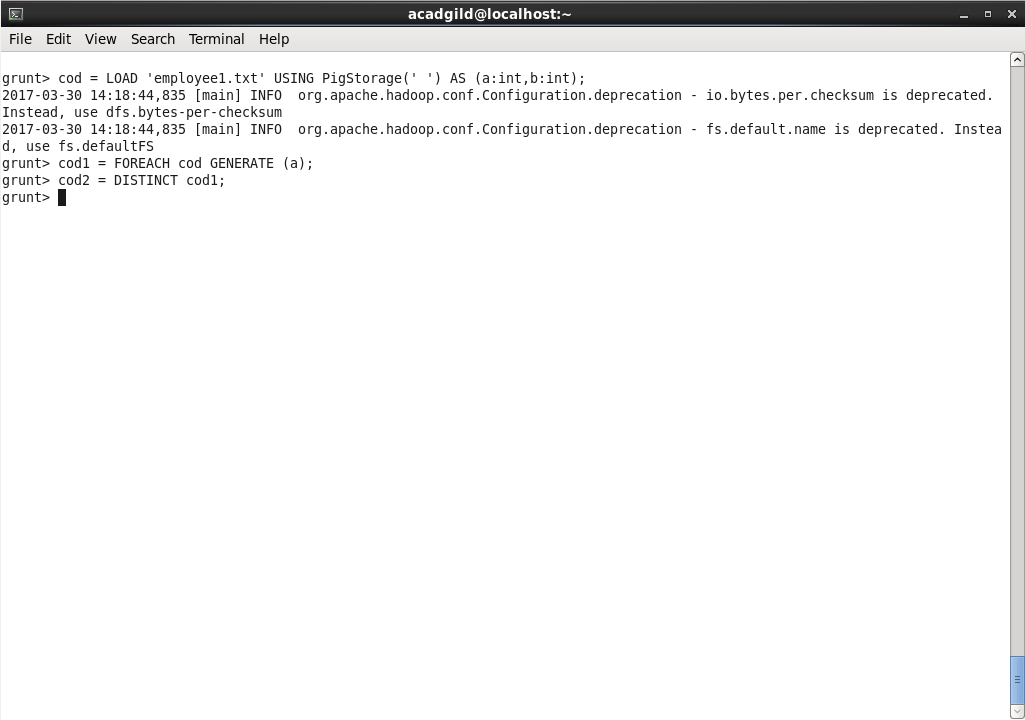 acadgild@localhost:~
File Edit View Search Terminal Help
grunt> cod = LOAD 'employee1.txt' USING PigStorage(' ') AS (a:int,b:int);
2017-03-30 14:18:44,835 [main] INFO  org.apache.hadoop.conf.Configuration.deprecation - io.bytes.per.checksum is deprecated.
Instead, use dfs.bytes-per-checksum
2017-03-30 14:18:44,835 [main] INFO  org.apache.hadoop.conf.Configuration.deprecation - fs.default.name is deprecated. Instea
d, use fs.defaultFS
grunt> cod1 = FOREACH cod GENERATE (a);
grunt> cod2 = DISTINCT cod1;
grunt>